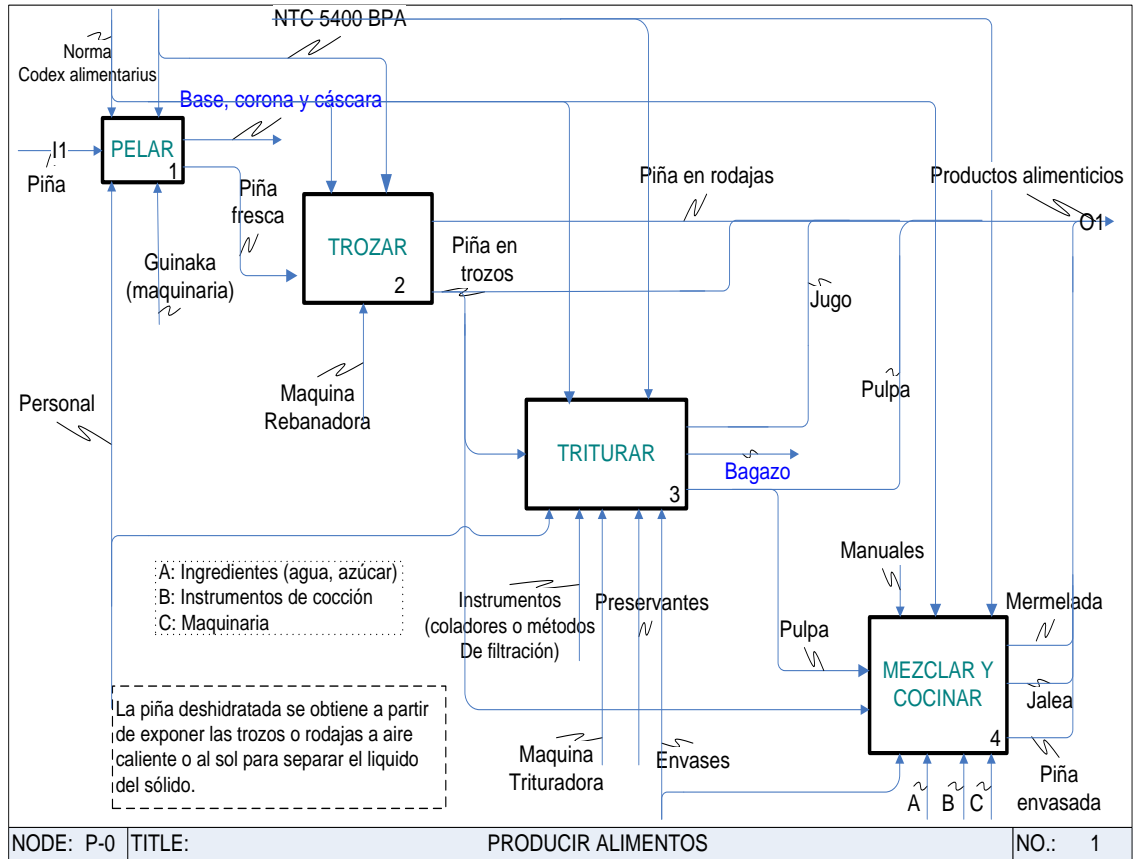 NTC 5400 BPA
Norma
Codex alimentarius
Base, corona y cáscara
I1
PELAR
1
Piña
Piña
fresca
Piña en rodajas
Productos alimenticios
O1
TROZAR
2
Piña en
trozos
Guinaka
(maquinaria)
Jugo
Maquina
Rebanadora
Pulpa
Personal
TRITURAR
3
Bagazo
A: Ingredientes (agua, azúcar)
B: Instrumentos de cocción
C: Maquinaria
Instrumentos
(coladores o métodos
De filtración)
Preservantes
Manuales
Mermelada
Pulpa
MEZCLAR Y
COCINAR
4
Jalea
La piña deshidratada se obtiene a partir
de exponer las trozos o rodajas a aire
caliente o al sol para separar el liquido
del sólido.
Maquina
Trituradora
Envases
Piña
envasada
A
B
C
NODE: P-0
TITLE:
PRODUCIR ALIMENTOS
NO.: 1